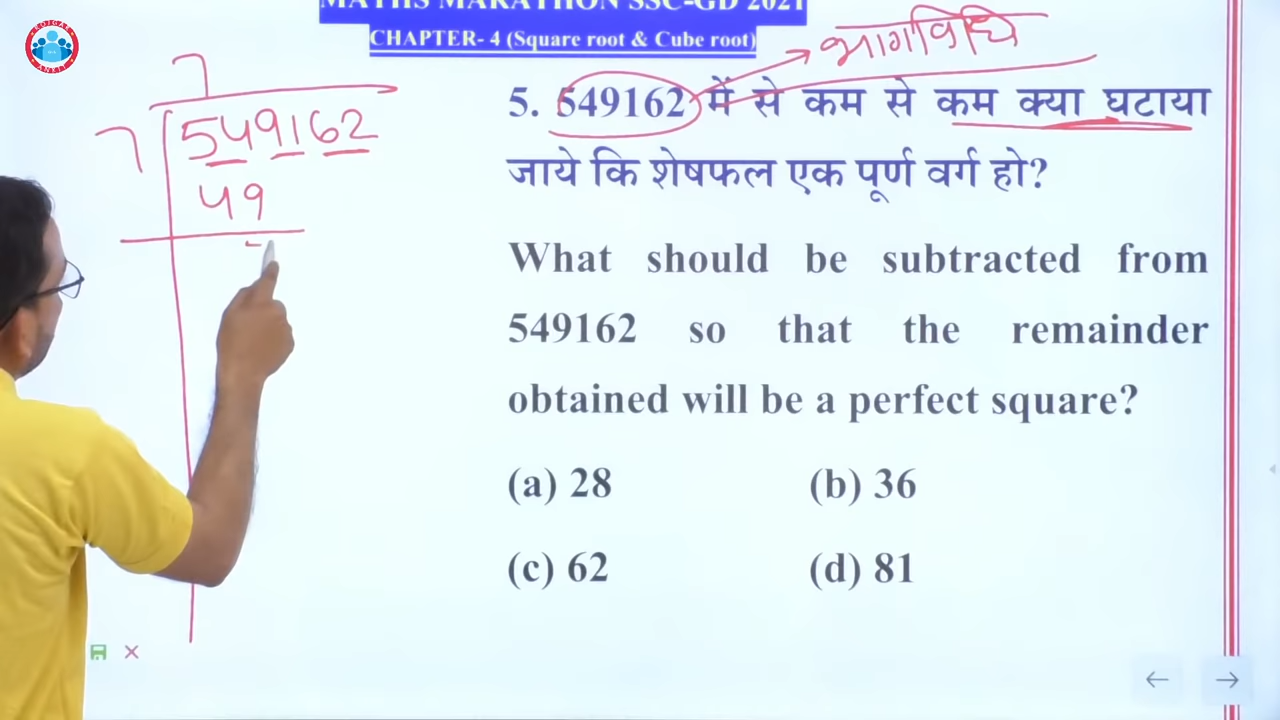 MATHS MARATHON SSC-GD 2021
CHAPTER- 4 (Square root & Cube root)
ROJGAR
ANKIT
भागविधि
7
7 549162
49
5. 549162 में से कम से कम क्या घटाया
जाये कि शेषफल एक पूर्ण वर्ग हो?
What should be subtracted from
549162 so that the remainder
obtained will be a perfect square?
(a) 28 (b) 36
(c) 62 (d) 81